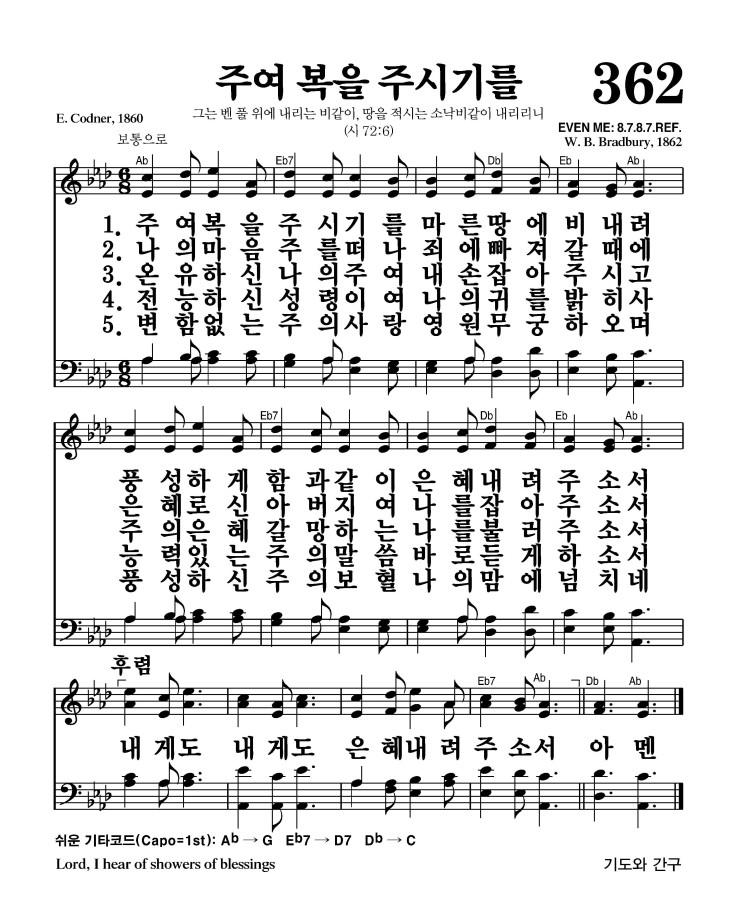 주여 복을 주시기를
362
그는 벤 풀 위에 내리는 비같이, 땅을 적시는 소낙비같이 내리리니
(시 72:6)
E. Codner, 1860
EVEN ME: 8.7.8.7.REF.
W. B. Bradbury, 1862
보통으로
Ab Eb7 Db Eb Ab
1. 주 여 복 을 주 시 기 를 마 른 땅 에 비 내 려
2. 나 의 마 음 주 를 떠 나 죄 에 빠 져 갈 때 에
3. 온 유 하 신 나 의 주 여 내 손 잡 아 주 시 고
4. 전 능 하 신 성 령 이 여 나 의 귀 를 밝 히 사
5. 변 함 없 는 주 의 사 랑 영 원 무 궁 하 오 며
Eb7 Db Eb Ab
풍 성 하 게 함 과 같 이 은 혜 내 려 주 소 서
은 혜 로 신 아 버 지 여 나 를 잡 아 주 소 서
주 의 은 혜 갈 망 하 는 나 를 불 러 주 소 서
능 력 있 는 주 의 말 씀 바 로 듣 게 하 소 서
풍 성 하 신 주 의 보 혈 나 의 맘 에 넘 치 네
후 렴
Eb7 Ab Db Ab
내 게 도 내 게 도 은 혜 내 려 주 소 서 아 멘
쉬운 기타코드(Capo=1st): Ab → G Eb7 → D7 Db → C
Lord, I hear of showers of blessings
기도와 간구